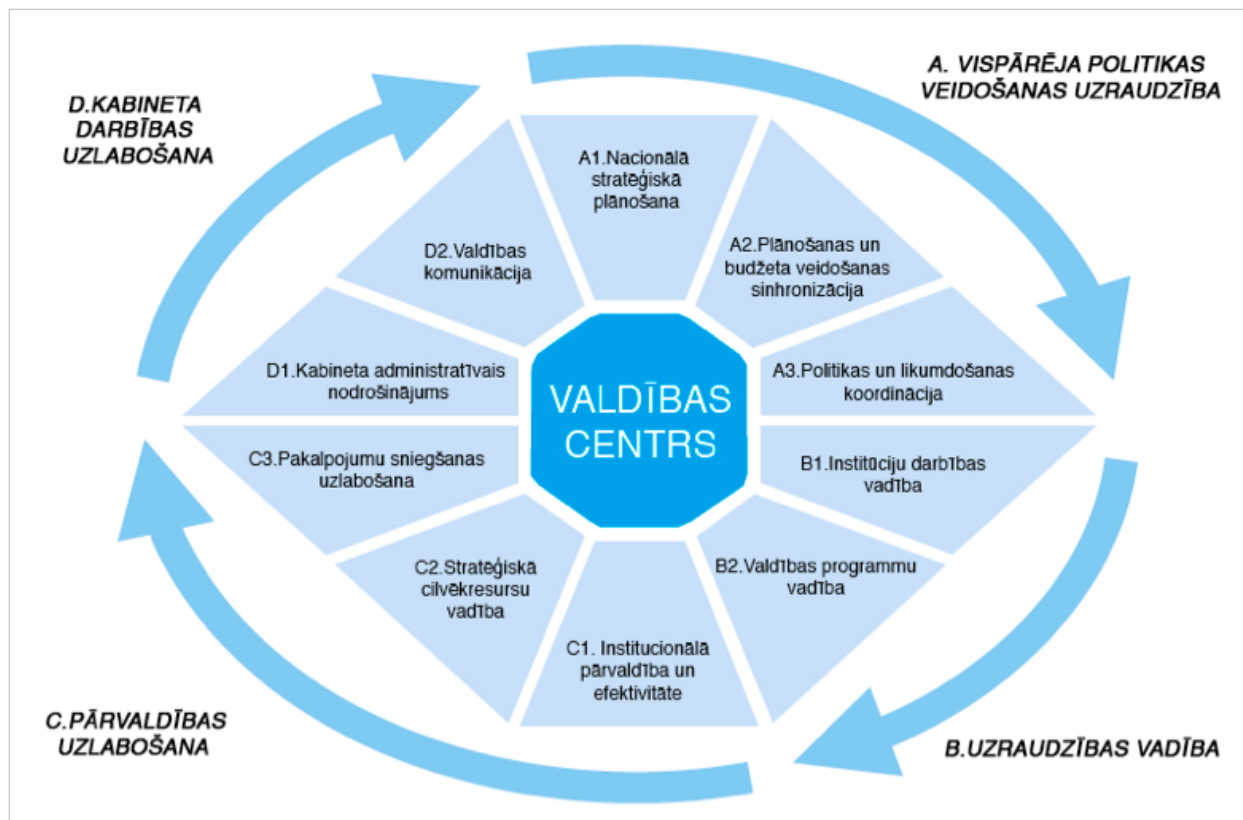 A. VISPĀRĒJA POLITIKAS
VEIDOŠANAS UZRAUDZĪBA
D.KABINETA
DARBĪBAS
UZLABOŠANA
A1.Nacionālā
stratēģiskā
plānošana
D2.Valdības
komunikācija
A2.Plānošanas un
budžeta veidošanas
sinhronizācija
D1.Kabineta administratīvais
nodrošinājums
A3.Politikas un likumdošanas
koordinācija
VALDĪBAS
CENTRS
C3.Pakalpojumu sniegšanas
uzlabošana
B1.Institūciju darbības
vadība
C2.Stratēģiskā
cilvēkresursu
vadība
B2.Valdības programmu
vadība
C1. Institucionālā
pārvaldība un
efektivitāte
C.PĀRVALDĪBAS
UZLABOŠANA
B.UZRAUDZĪBAS VADĪBA